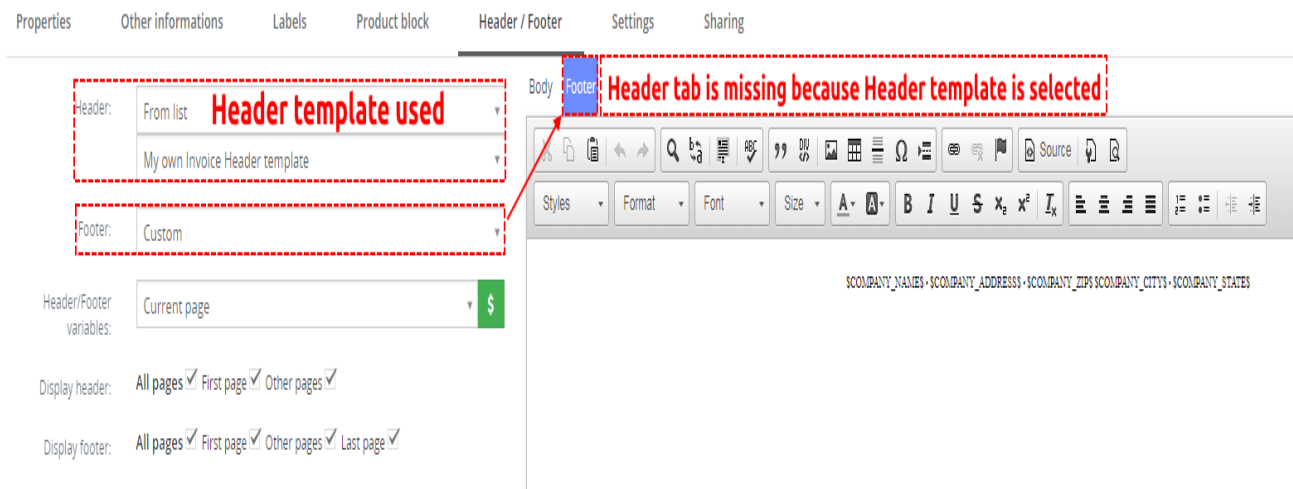 Properties Other informations Labels Product block Header / Footer Settings Sharing
Header: From list
Header template used
My own Invoice Header template
Footer: Custom
Header/Footer variables: Current page $
Display header: All pages First page Other pages
Display footer: All pages First page Other pages Last page
Body Footer
Header tab is missing because Header template is selected
Source
Styles Format Font Size
$COMPANY_NAME$ - $COMPANY_ADDRESS$ - $COMPANY_ZIP$ $COMPANY_CITY$ - $COMPANY_STATE$